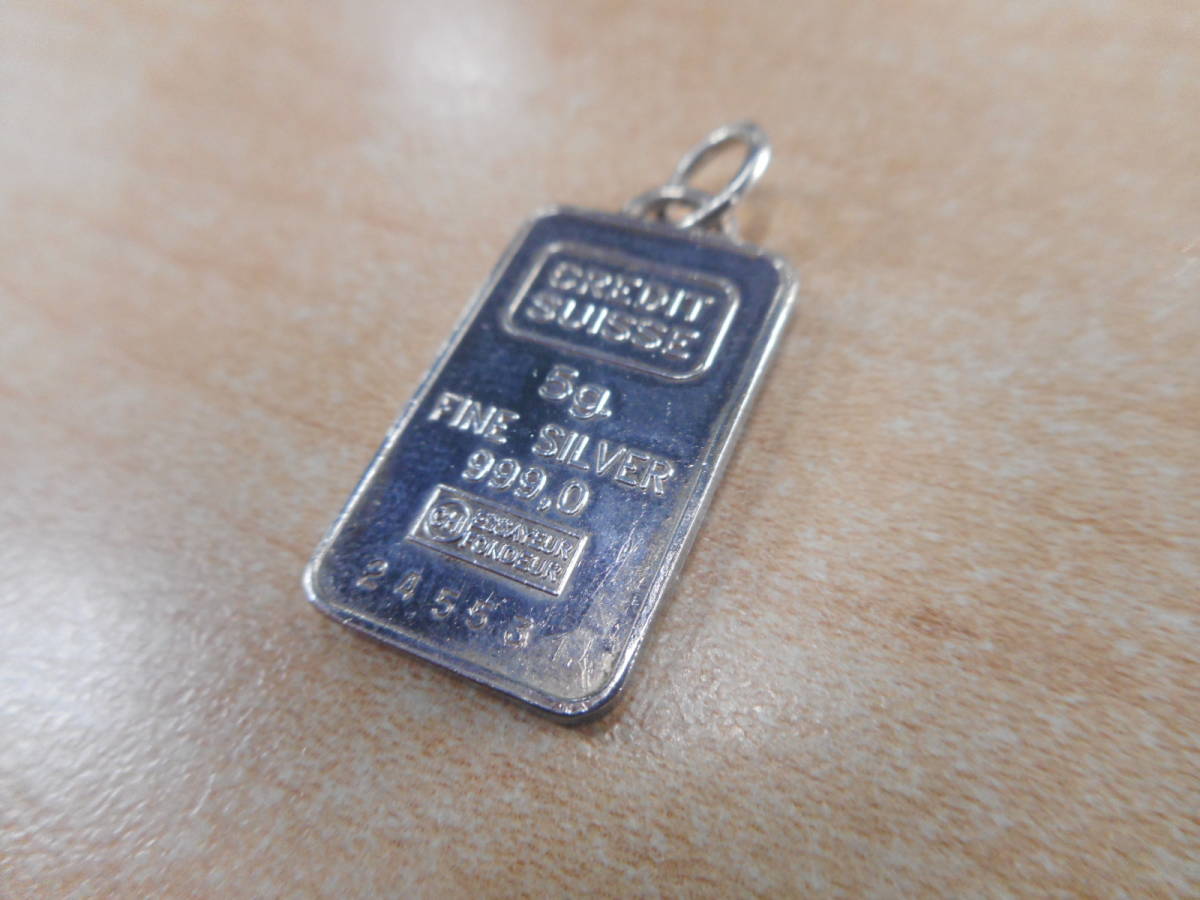 CREDIT
SUISSE
5g
FINE SILVER
999,0
ESSAYEUR
FONDEUR
24553